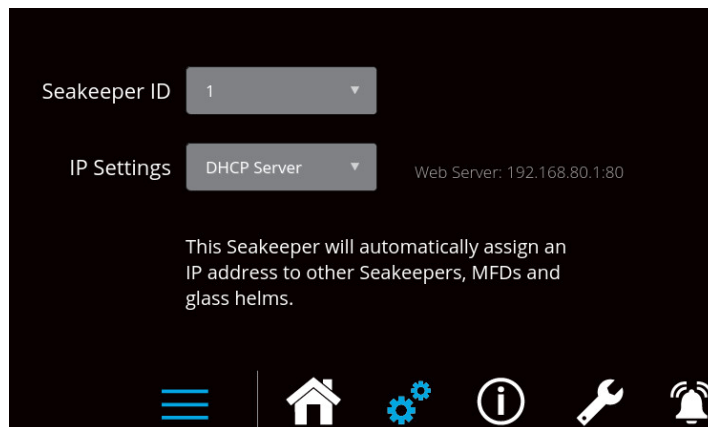 Seakeeper ID 1
IP Settings DHCP Server Web Server: 192.168.80.1:80
This Seakeeper will automatically assign an
IP address to other Seakeepers, MFDs and
glass helms.